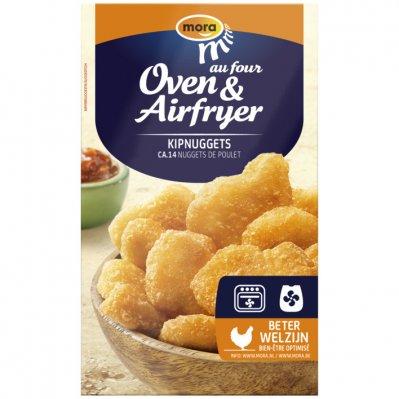 mora
au four
Oven &
Airfryer
KIPNUGGETS
CA.14 NUGGETS DE POULET
BETER
WELZIJN
BIEN-ÊTRE OPTIMISÉ
INFO: WWW.MORA.NL / WWW.MORA.BE